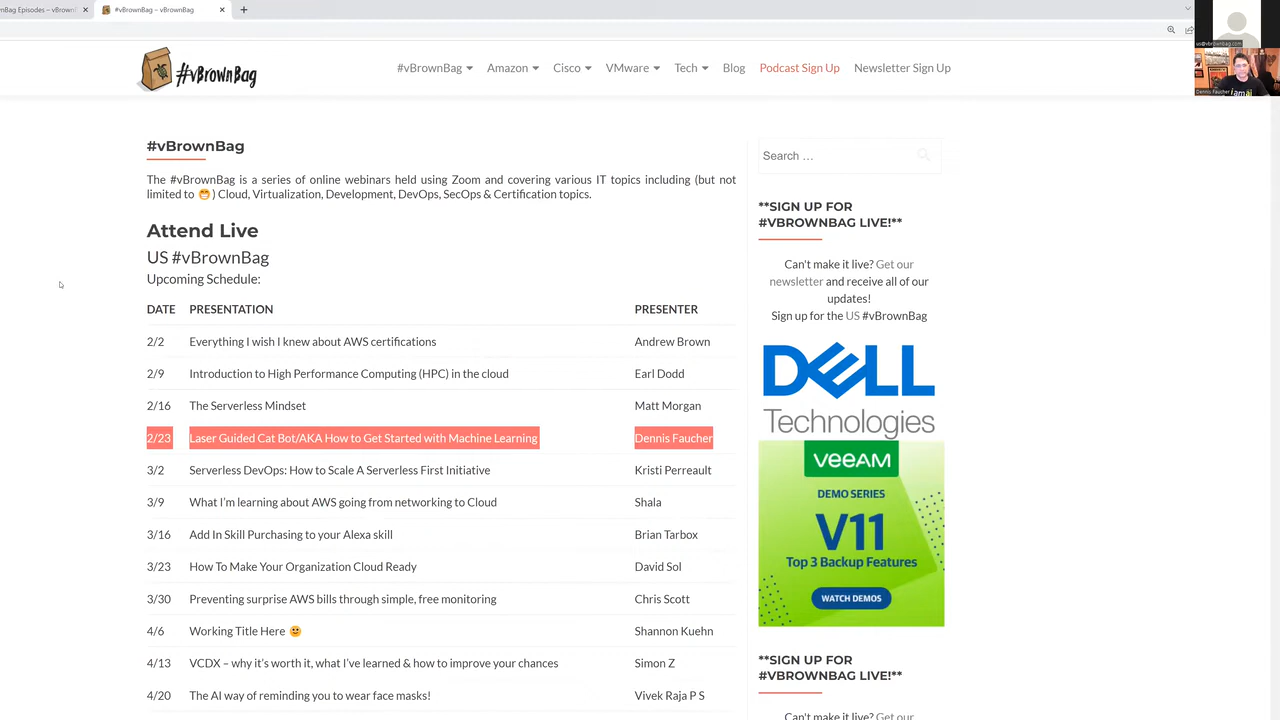 vnBag Episodes – vBrown
#vBrownBag – vBrownBag
#vBrownBag
#vBrownBag Amazon Cisco VMware Tech Blog Podcast Sign Up Newsletter Sign Up
us@vbrownbag.com
Dennis Faucher
#vBrownBag
The #vBrownBag is a series of online webinars held using Zoom and covering various IT topics including (but not
limited to 😁) Cloud, Virtualization, Development, DevOps, SecOps & Certification topics.
Attend Live
US #vBrownBag
Upcoming Schedule:
DATE PRESENTATION PRESENTER
2/2 Everything I wish I knew about AWS certifications Andrew Brown
2/9 Introduction to High Performance Computing (HPC) in the cloud Earl Dodd
2/16 The Serverless Mindset Matt Morgan
2/23 Laser Guided Cat Bot/AKA How to Get Started with Machine Learning Dennis Faucher
3/2 Serverless DevOps: How to Scale A Serverless First Initiative Kristi Perreault
3/9 What I'm learning about AWS going from networking to Cloud Shala
3/16 Add In Skill Purchasing to your Alexa skill Brian Tarbox
3/23 How To Make Your Organization Cloud Ready David Sol
3/30 Preventing surprise AWS bills through simple, free monitoring Chris Scott
4/6 Working Title Here 🙂 Shannon Kuehn
4/13 VCDX – why it's worth it, what I've learned & how to improve your chances Simon Z
4/20 The AI way of reminding you to wear face masks! Vivek Raja P S
Search …
**SIGN UP FOR
#VBROWNBAG LIVE!**
Can't make it live? Get our
newsletter and receive all of our
updates!
Sign up for the US #vBrownBag
DELL
Technologies
veeAM
DEMO SERIES
V11
Top 3 Backup Features
WATCH DEMOS
**SIGN UP FOR
#VBROWNBAG LIVE!**
Can't make it live? Get our